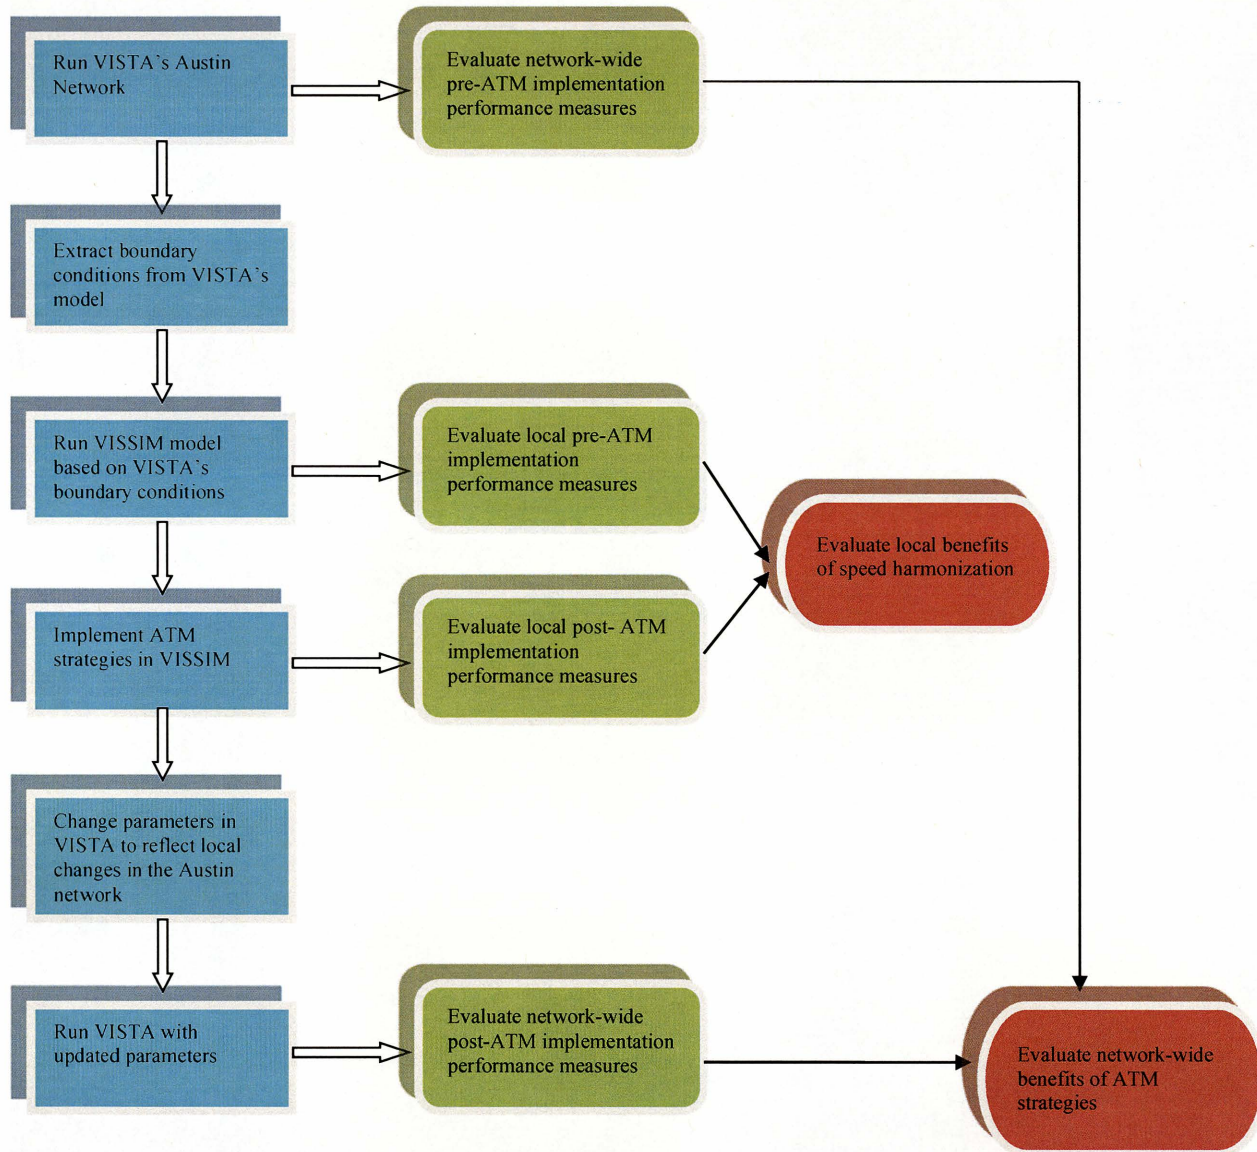 Run VISTA's Austin
Network
Evaluate network-wide
pre-ATM implementation
performance measures
Extract boundary
conditions from VISTA's
model
Run VISSIM model
based on VISTA's
boundary conditions
Evaluate local pre-ATM
implementation
performance measures
Evaluate local benefits
of speed harmonization
Implement ATM
strategies in VISSIM
Evaluate local post- ATM
implementation
performance measures
Change parameters in
VISTA to reflect local
changes in the Austin
network
Run VISTA with
updated parameters
Evaluate network-wide
post-ATM implementation
performance measures
Evaluate network-wide
benefits of ATM
strategies